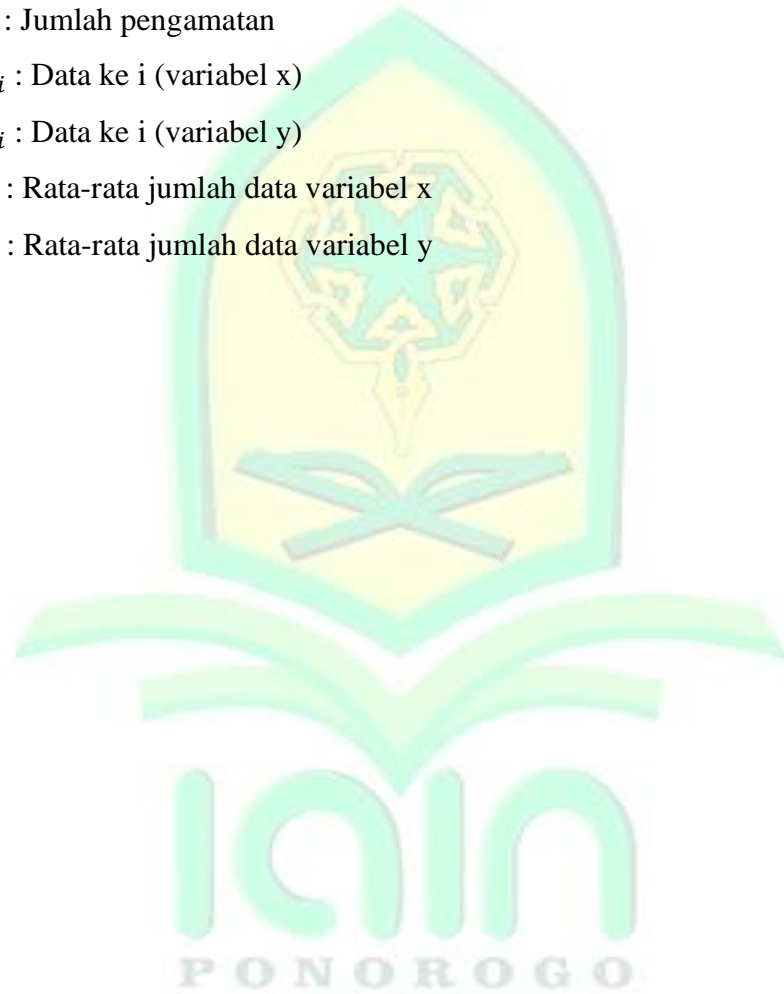 : Jumlah pengamatan
i : Data ke i (variabel x)
i : Data ke i (variabel y)
: Rata-rata jumlah data variabel x
: Rata-rata jumlah data variabel y
IAIN
PONOROGO